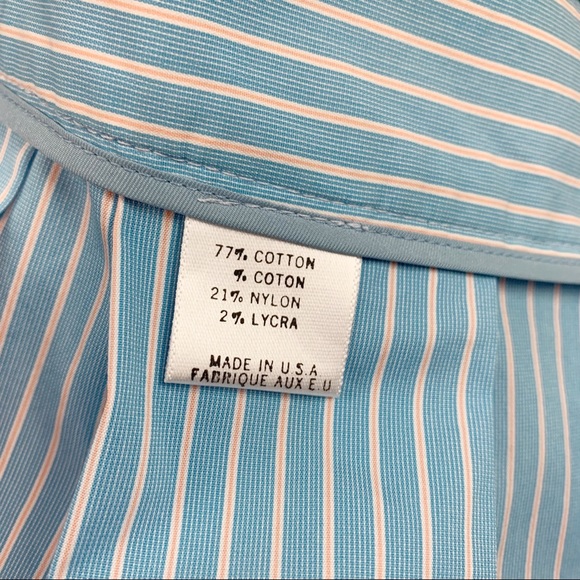 77% COTTON
% COTON
21% NYLON
2% LYCRA
MADE IN U.S.A
FABRIQUE AUX E.U